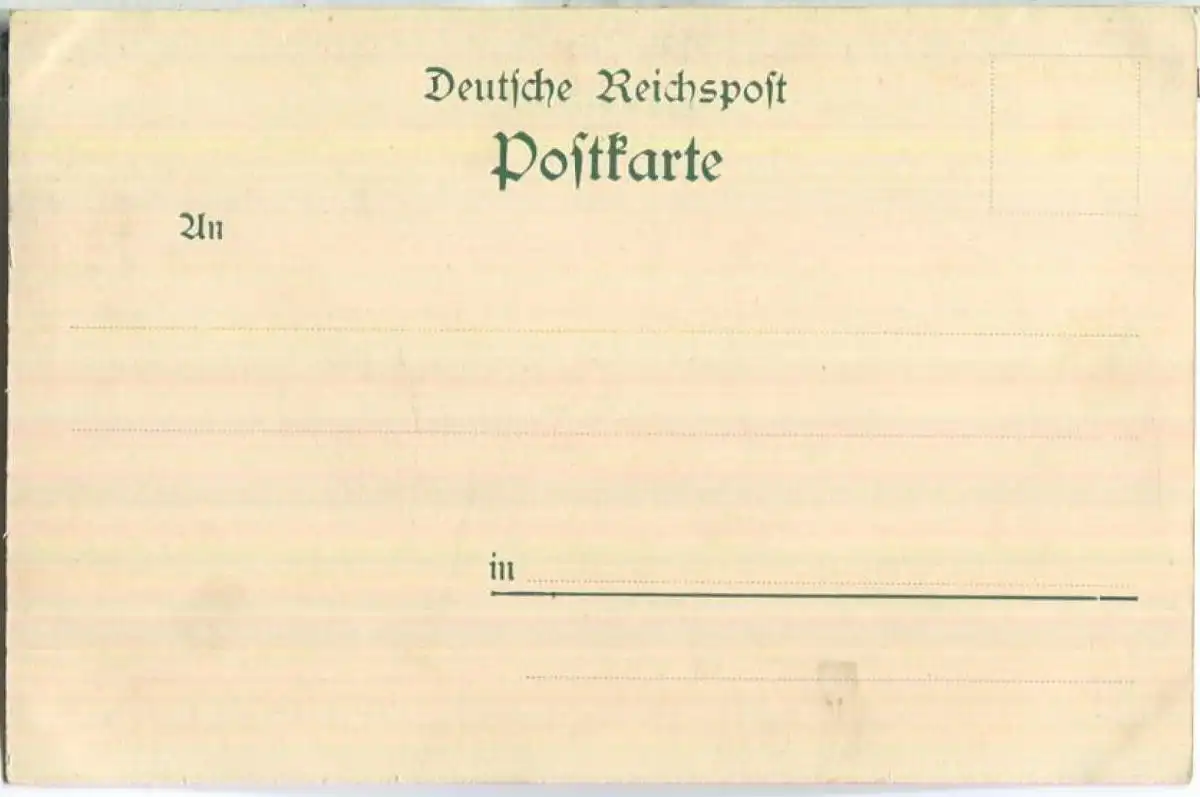 Deutſche Reichspoſt
Poſtkarte
An
in